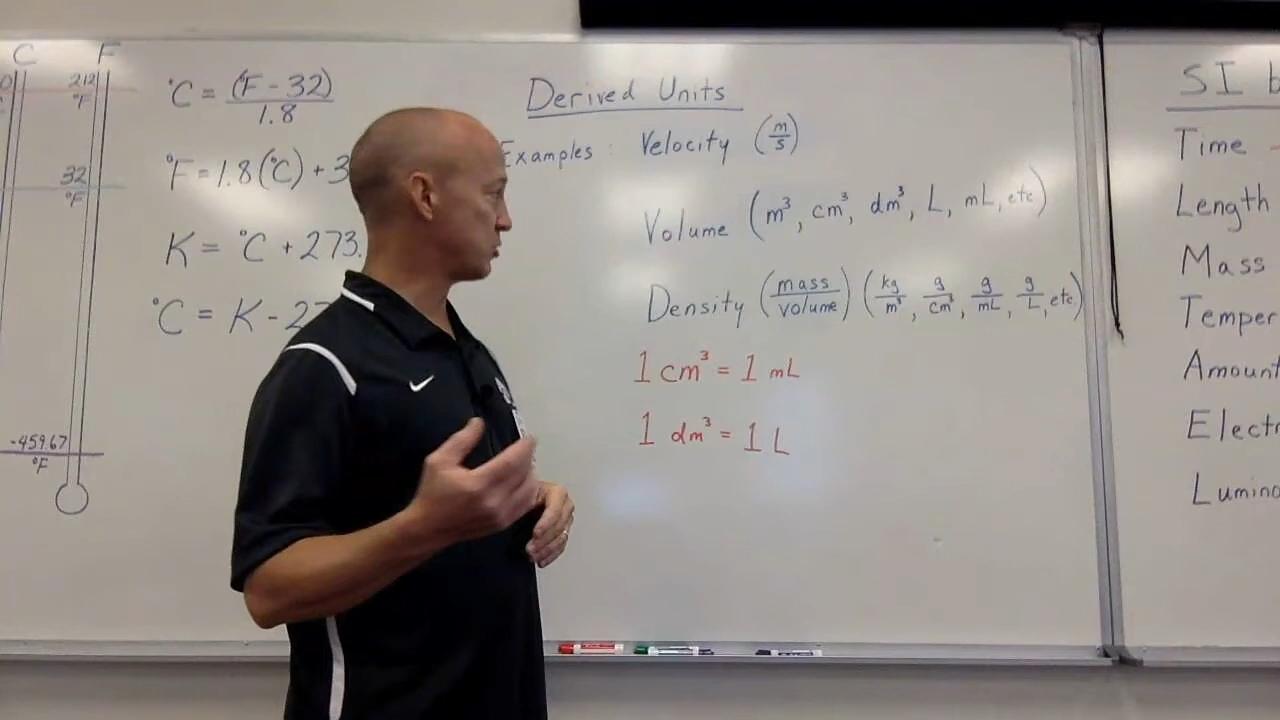 C F
212
°F
32
°F
-459.67
°F
°C = (°F - 32)
1.8
°F = 1.8(°C) + 3
K = °C + 273.
°C = K - 27
Derived Units
Examples : Velocity (m/s)
Volume (m³, cm³, dm³, L, mL, etc)
Density (mass/volume) (kg/m³, g/cm³, g/mL, g/L, etc)
1 cm³ = 1 mL
1 dm³ = 1 L
SI b
Time
Length
Mass
Temper
Amount
Electr
Lumino